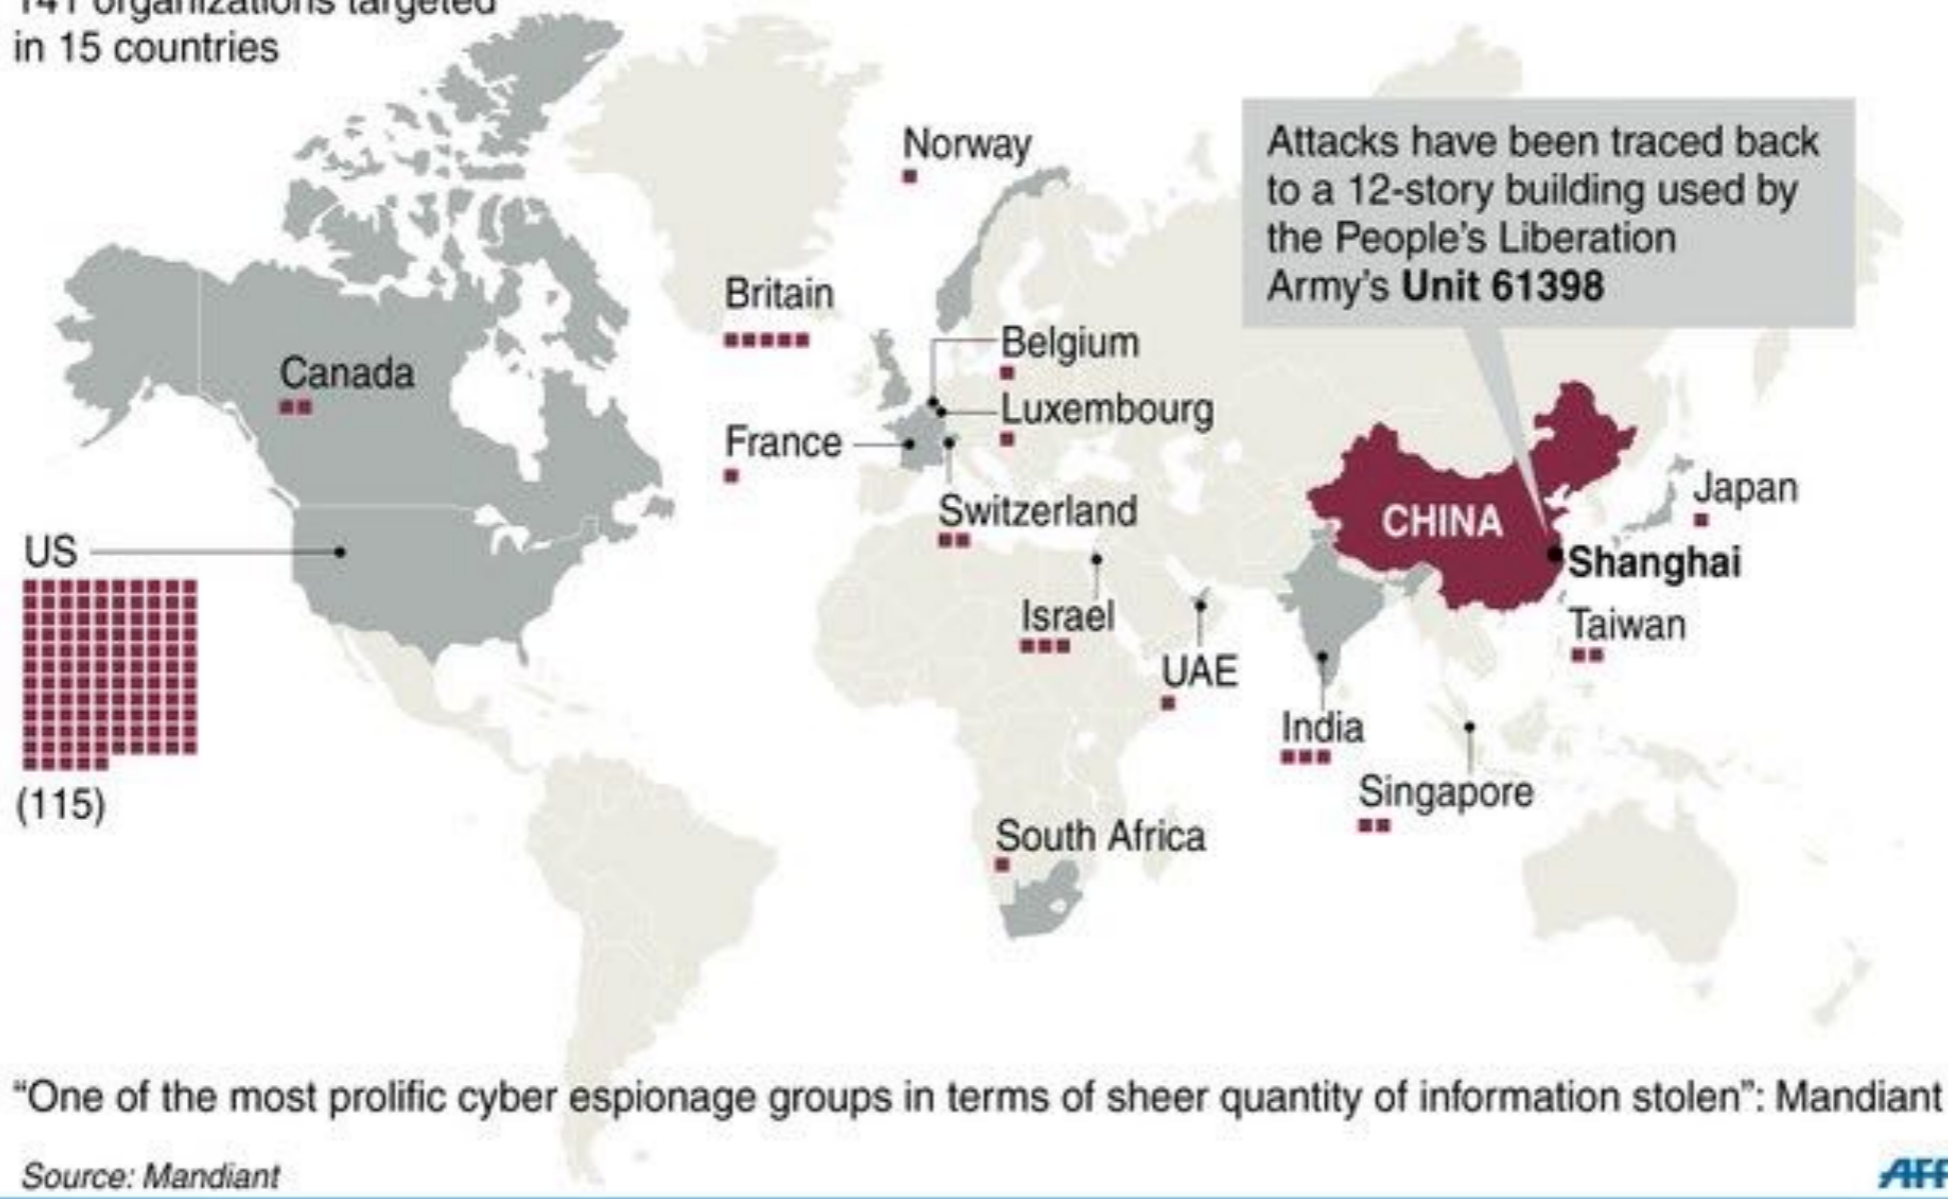 141 organizations targeted
in 15 countries
Norway
Attacks have been traced back
to a 12-story building used by
the People's Liberation
Army's Unit 61398
Britain
Belgium
Canada
Luxembourg
France
Switzerland
Japan
CHINA
US
Shanghai
Israel
Taiwan
UAE
India
Singapore
(115)
South Africa
“One of the most prolific cyber espionage groups in terms of sheer quantity of information stolen”: Mandiant
Source: Mandiant
AFP